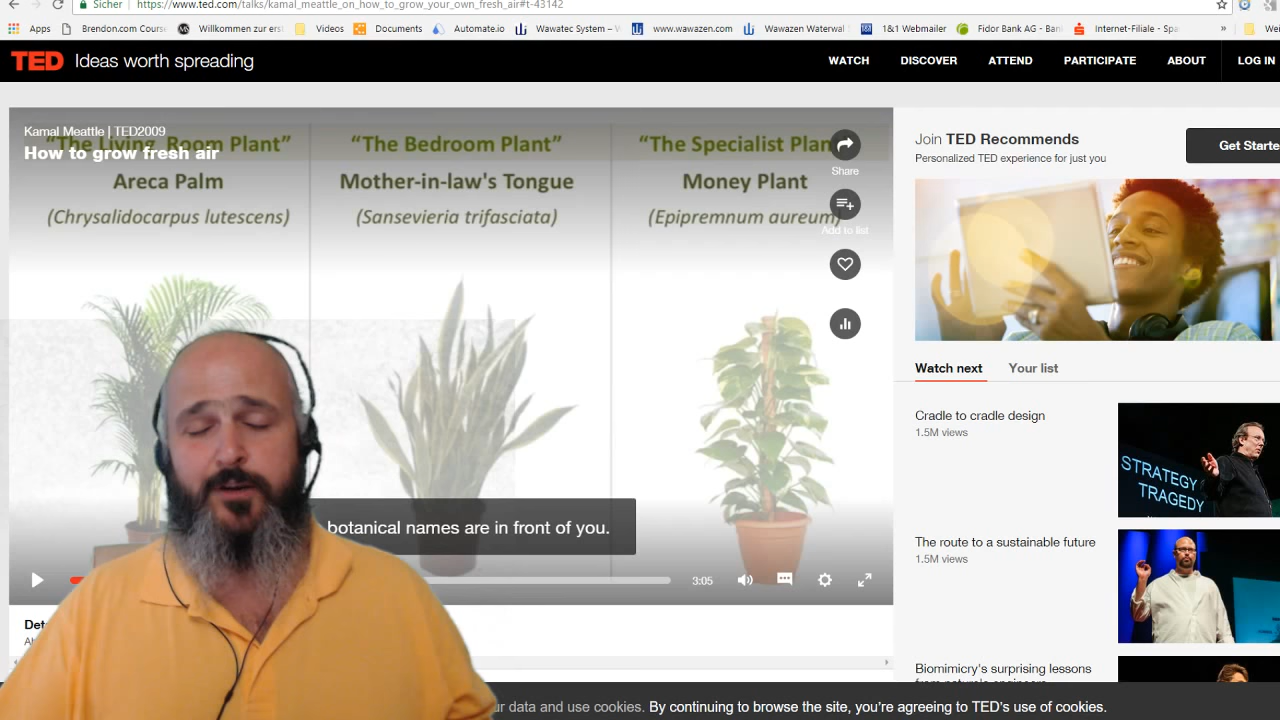 Sicher
https://www.ted.com/talks/kamal_meattle_on_how_to_grow_your_own_fresh_air#t-43142
Apps
Brendon.com Course
Willkommen zur ers
Videos
Documents
Automate.io
Wawatec System – V
www.wawazen.com
Wawazen Waterwal
1&1 Webmailer
Fidor Bank AG - Ban
Internet-Filiale - Spa
»
TED Ideas worth spreading
WATCH DISCOVER ATTEND PARTICIPATE ABOUT LOG IN
Kamal Meattle | TED2009
How to grow fresh air
“The Living Room Plant”
Areca Palm
(Chrysalidocarpus lutescens)
“The Bedroom Plant”
Mother-in-law's Tongue
(Sansevieria trifasciata)
“The Specialist Plan
Money Plant
(Epipremnum aureum)
Share
Add to list
botanical names are in front of you.
3:05
Det
Join TED Recommends
Personalized TED experience for just you
Get Starte
Watch next Your list
Cradle to cradle design
1.5M views
STRATEGY
TRAGEDY
The route to a sustainable future
1.5M views
Biomimicry's surprising lessons
from nature's engineers
ur data and use cookies. By continuing to browse the site, you’re agreeing to TED's use of cookies.